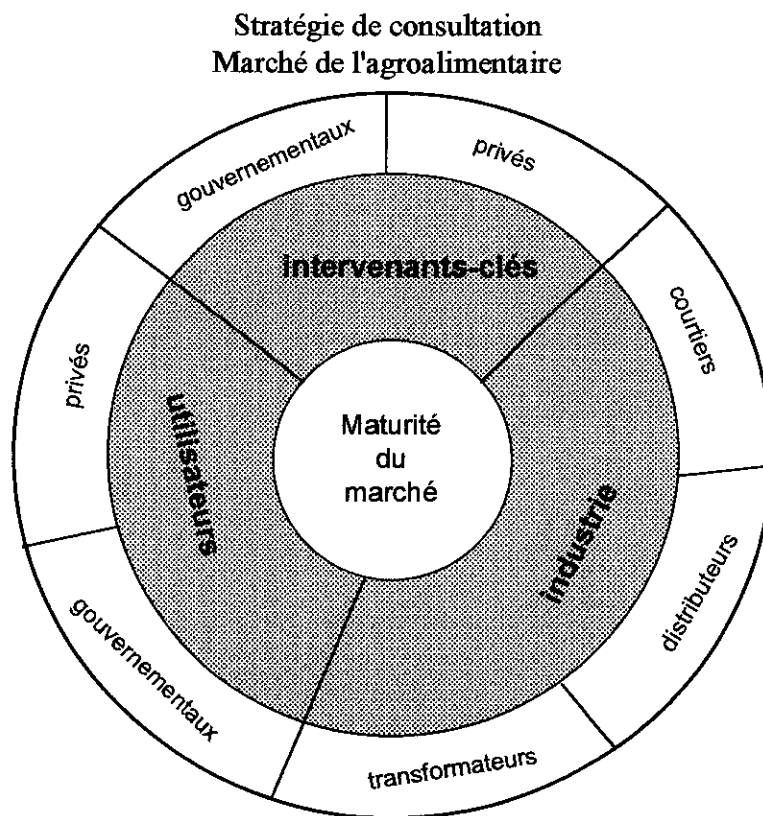 Stratégie de consultation
Marché de l'agroalimentaire
gouvernementaux
privés
intervenants-clés
courtiers
privés
utilisateurs
Maturité
du
marché
industrie
distributeurs
gouvernementaux
transformateurs